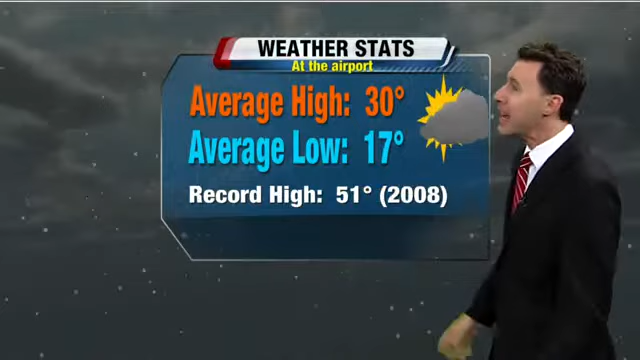 WEATHER STATS
At the airport
Average High: 30°
Average Low: 17°
Record High: 51° (2008)